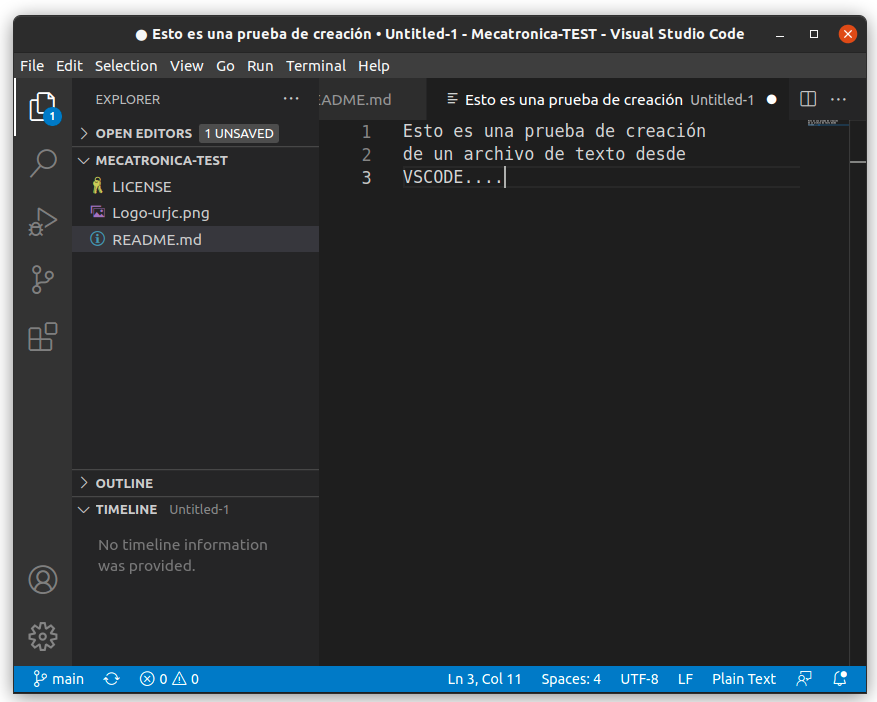 ● Esto es una prueba de creación • Untitled-1 - Mecatronica-TEST - Visual Studio Code
File Edit Selection View Go Run Terminal Help
EXPLORER
OPEN EDITORS 1 UNSAVED
MECATRONICA-TEST
LICENSE
Logo-urjc.png
README.md
OUTLINE
TIMELINE Untitled-1
No timeline information
was provided.
1
EADME.md Esto es una prueba de creación Untitled-1 ●
1 Esto es una prueba de creación
2 de un archivo de texto desde
3 VSCODE....
main 0 0 Ln 3, Col 11 Spaces: 4 UTF-8 LF Plain Text